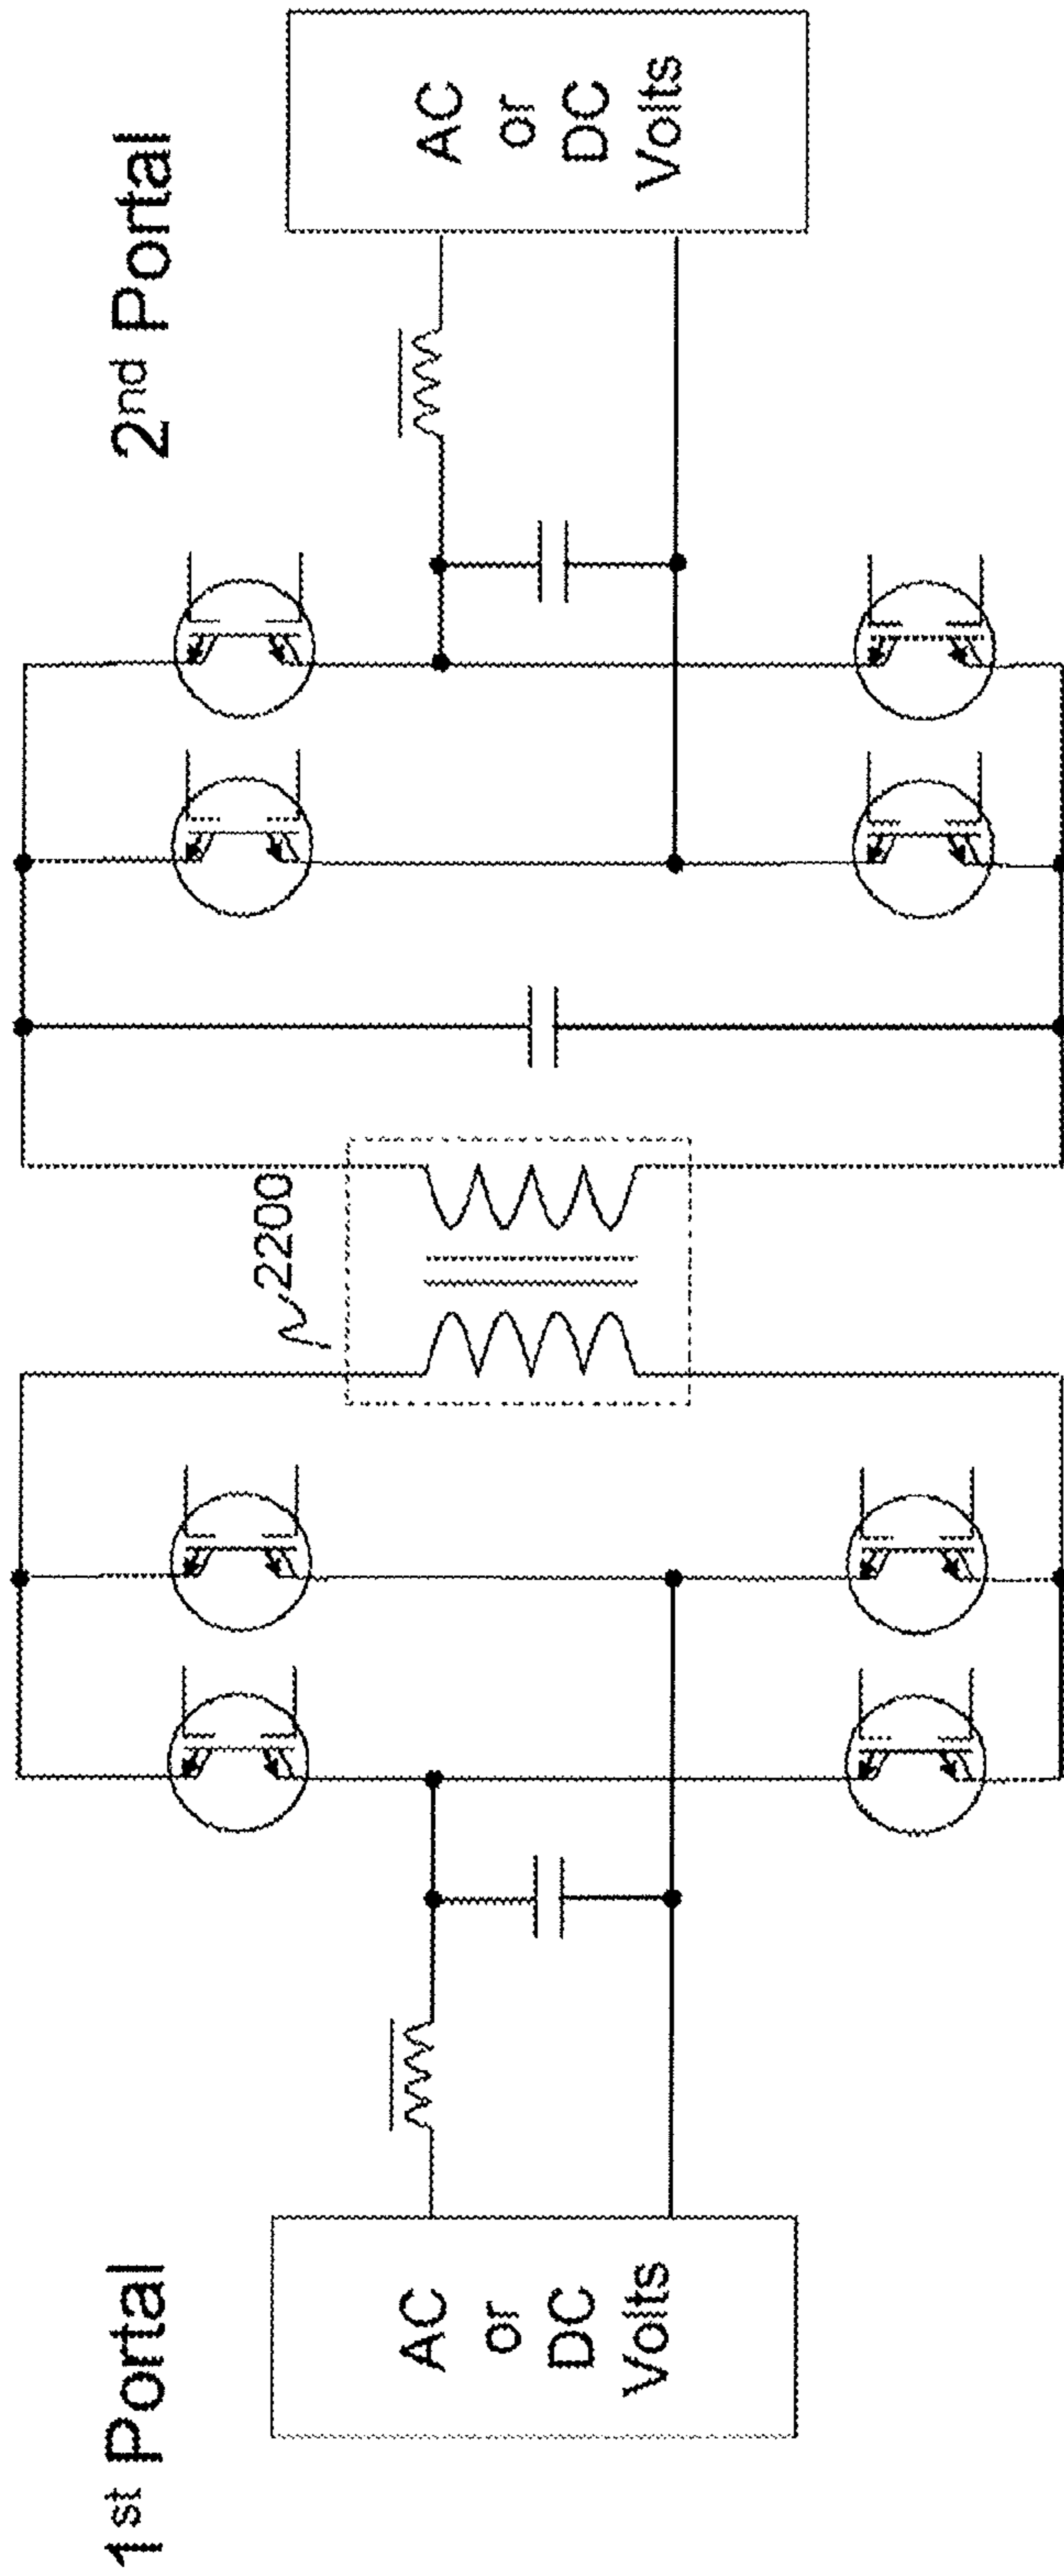 1st Portal
AC
or
DC
Volts
2200
2nd Portal
AC
or
DC
Volts